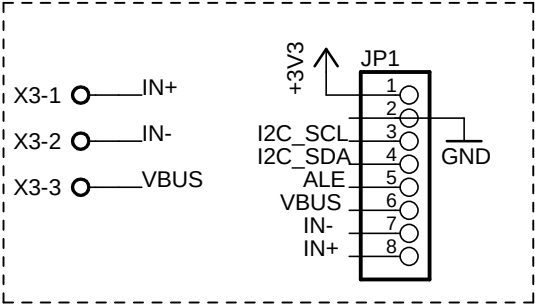 X3-1 IN+
X3-2 IN-
X3-3 VBUS
+3V3
JP1
1
2
GND
I2C_SCL 3
I2C_SDA 4
ALE 5
VBUS 6
IN- 7
IN+ 8